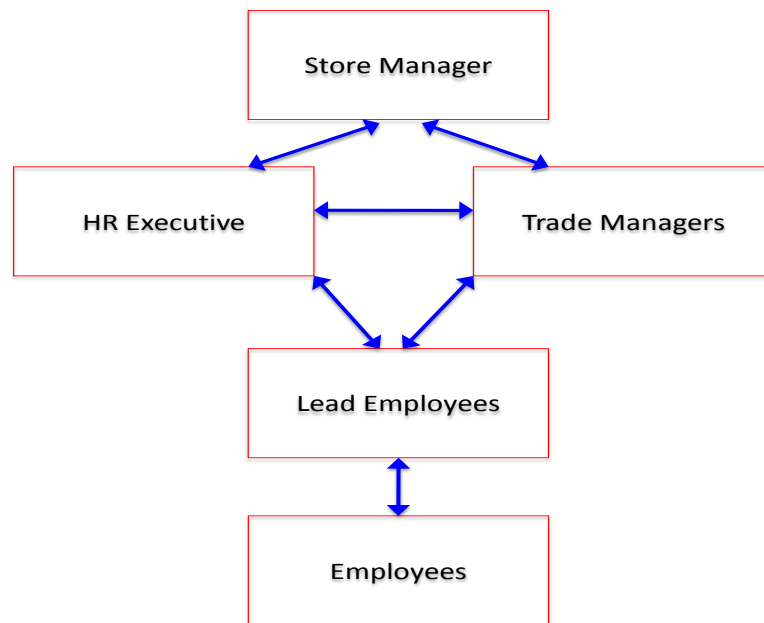 Store Manager
HR Executive
Trade Managers
Lead Employees
Employees